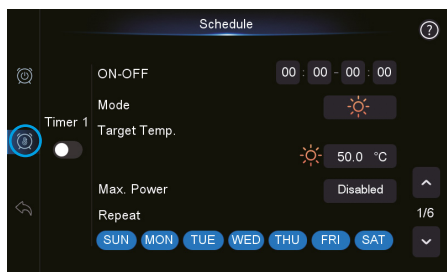 Schedule
?
ON-OFF 00 : 00 - 00 : 00
Mode
Timer 1
Target Temp.
50.0 °C
Max. Power Disabled
Repeat 1/6
SUN MON TUE WED THU FRI SAT